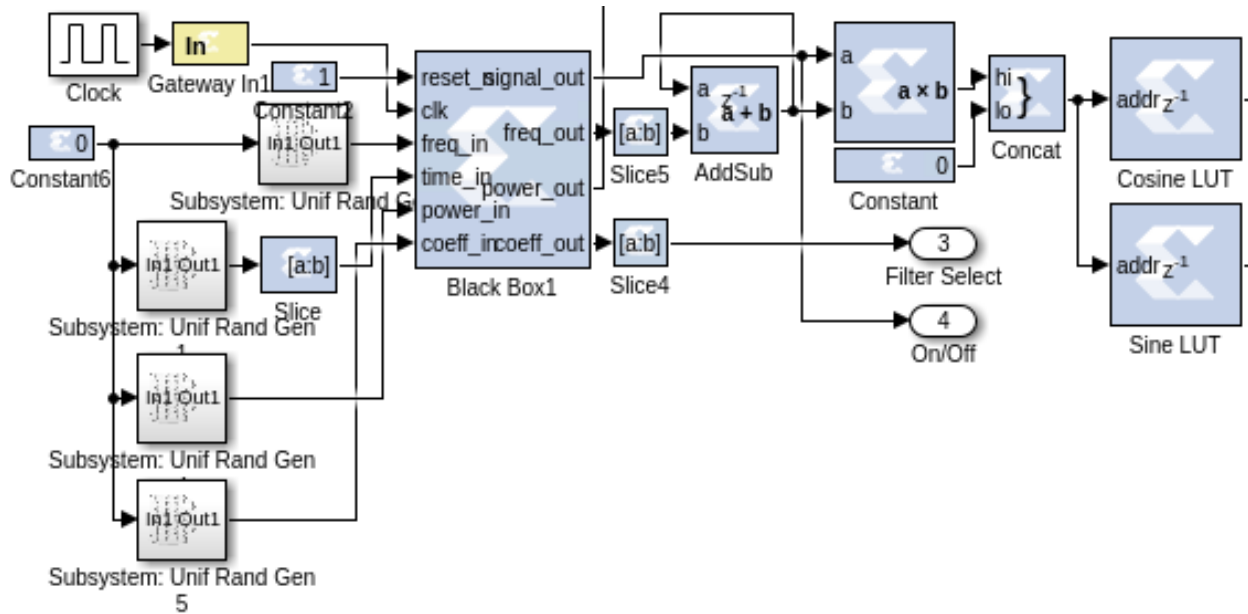 Clock
In
Gateway In1
1
Constant2
0
Constant6
In1 Out1
Subsystem: Unif Rand Ge
In1 Out1
Subsystem: Unif Rand Gen
[a:b]
Slice
In1 Out1
Subsystem: Unif Rand Gen
In1 Out1
Subsystem: Unif Rand Gen
5
reset_n
signal_out
clk
freq_in
freq_out
time_in
power_out
power_in
coeff_in
coeff_out
Black Box1
[a:b]
Slice5
[a:b]
Slice4
a
z-1
a + b
b
AddSub
a
a × b
b
0
Constant
hi
}
lo
Concat
3
Filter Select
4
On/Off
addr z-1
Cosine LUT
addr z-1
Sine LUT